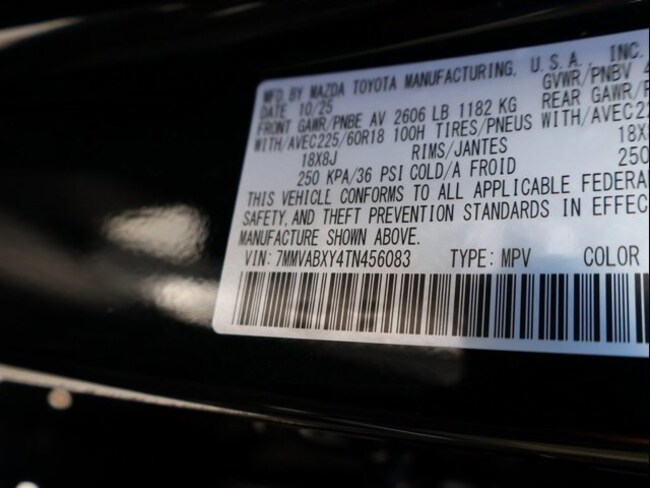 MFD. BY MAZDA TOYOTA MANUFACTURING, U.S.A. INC.
DATE 10/25 GVWR/PNBV 4
FRONT GAWR/PNBE AV 2606 LB 1182 KG REAR GAWR/P
WITH/AVEC225/60R18 100H TIRES/PNEUS WITH/AVEC22
18X8J RIMS/JANTES 18X
250 KPA/36 PSI COLD/A FROID 250
THIS VEHICLE CONFORMS TO ALL APPLICABLE FEDERA
SAFETY, AND THEFT PREVENTION STANDARDS IN EFFEC
MANUFACTURE SHOWN ABOVE.
VIN: 7MMVABXY4TN456083 TYPE: MPV COLOR